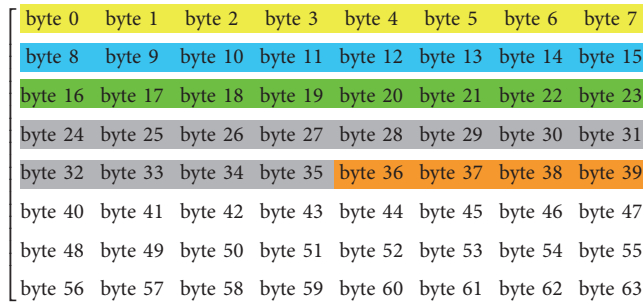 byte 0 byte 1 byte 2 byte 3 byte 4 byte 5 byte 6 byte 7
byte 8 byte 9 byte 10 byte 11 byte 12 byte 13 byte 14 byte 15
byte 16 byte 17 byte 18 byte 19 byte 20 byte 21 byte 22 byte 23
byte 24 byte 25 byte 26 byte 27 byte 28 byte 29 byte 30 byte 31
byte 32 byte 33 byte 34 byte 35 byte 36 byte 37 byte 38 byte 39
byte 40 byte 41 byte 42 byte 43 byte 44 byte 45 byte 46 byte 47
byte 48 byte 49 byte 50 byte 51 byte 52 byte 53 byte 54 byte 55
byte 56 byte 57 byte 58 byte 59 byte 60 byte 61 byte 62 byte 63